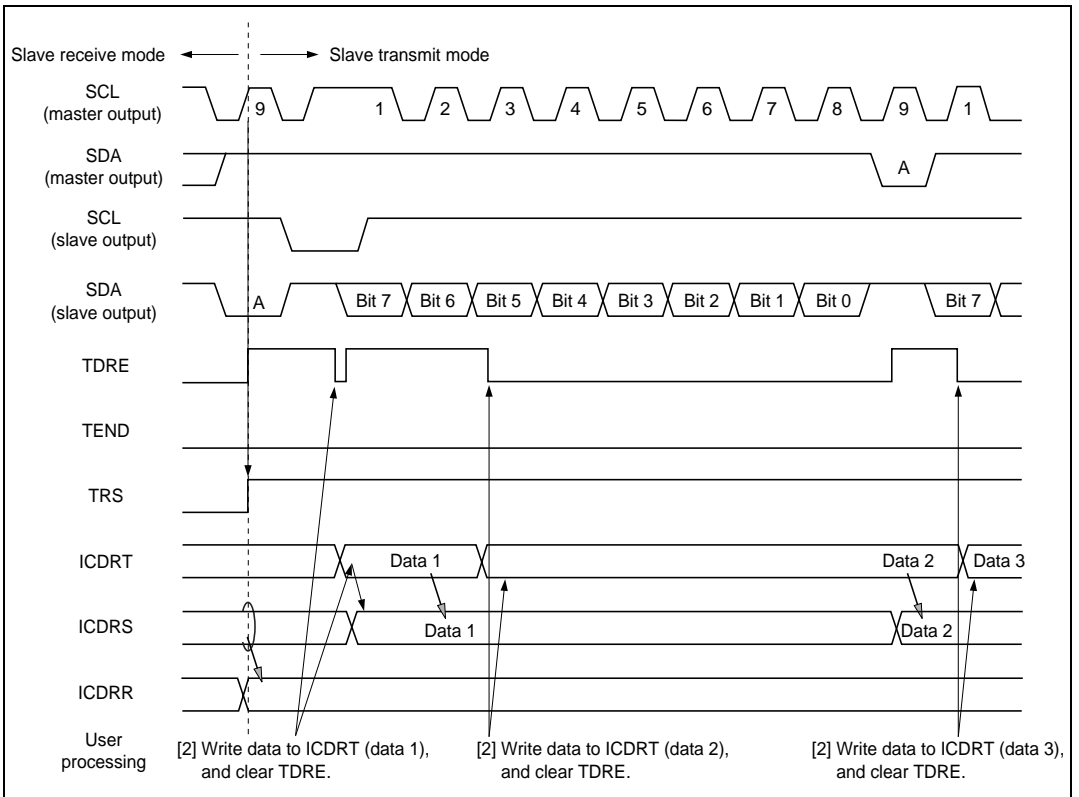 Slave receive mode
Slave transmit mode
SCL
(master output)
9 1 2 3 4 5 6 7 8 9 1
SDA
(master output)
A
SCL
(slave output)
SDA
(slave output)
A Bit 7 Bit 6 Bit 5 Bit 4 Bit 3 Bit 2 Bit 1 Bit 0 Bit 7
TDRE
TEND
TRS
ICDRT
Data 1 Data 2 Data 3
ICDRS
Data 1 Data 2
ICDRR
User
processing
[2] Write data to ICDRT (data 1),
and clear TDRE.
[2] Write data to ICDRT (data 2),
and clear TDRE.
[2] Write data to ICDRT (data 3),
and clear TDRE.